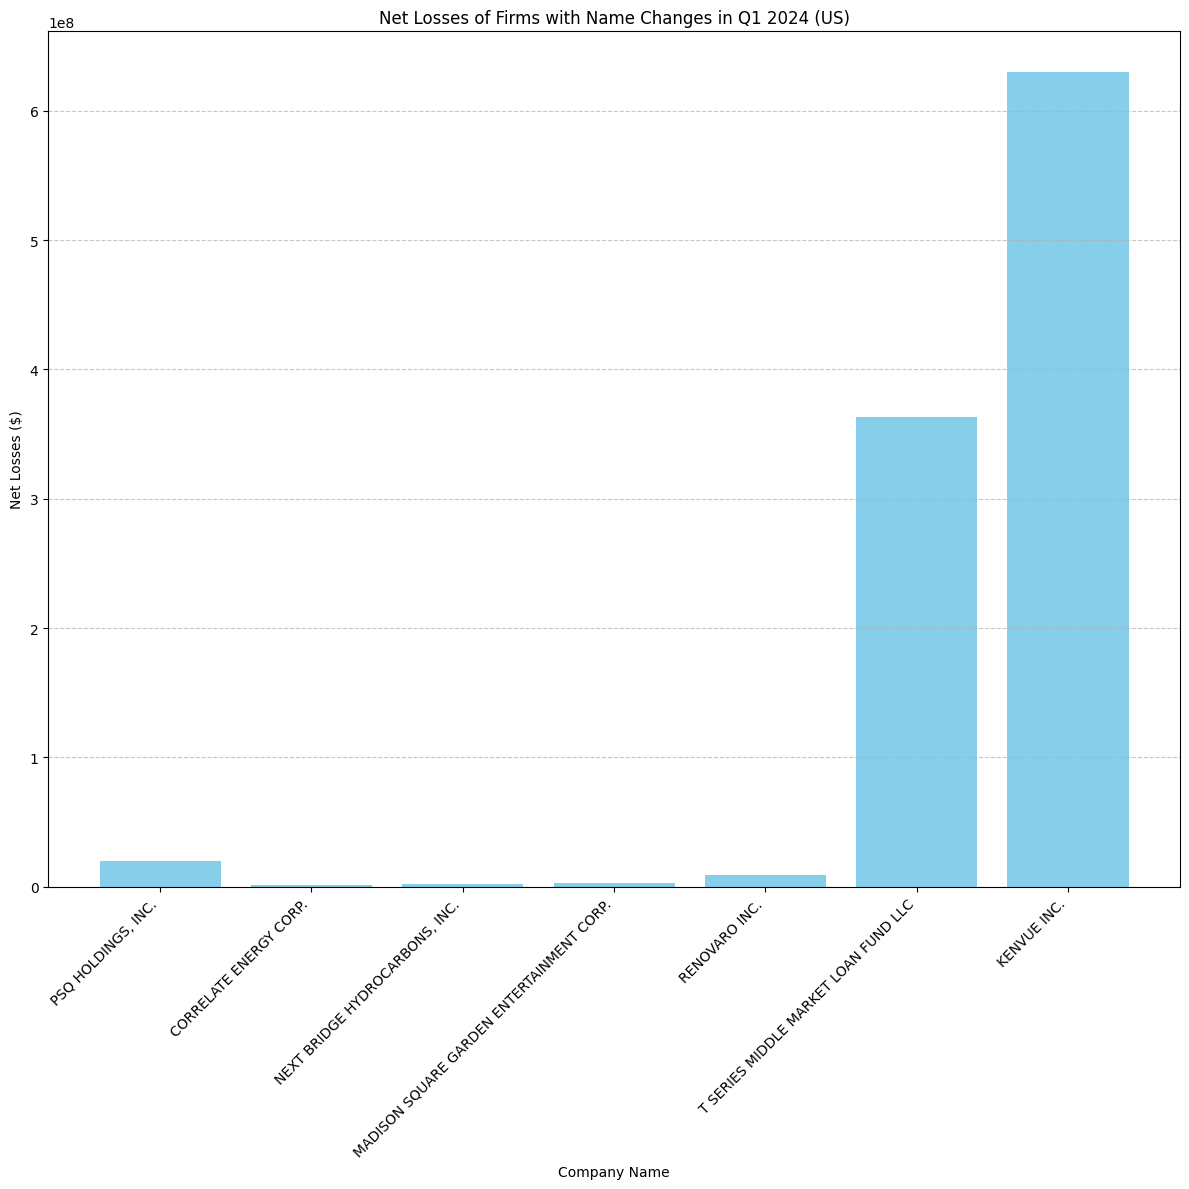 Net Losses of Firms with Name Changes in Q1 2024 (US)
1e8
6
5
4
3
2
1
0
Net Losses ($)
PSQ HOLDINGS, INC.
CORRELATE ENERGY CORP.
NEXT BRIDGE HYDROCARBONS, INC.
MADISON SQUARE GARDEN ENTERTAINMENT CORP.
RENOVARO INC.
T SERIES MIDDLE MARKET LOAN FUND LLC
KENVUE INC.
Company Name